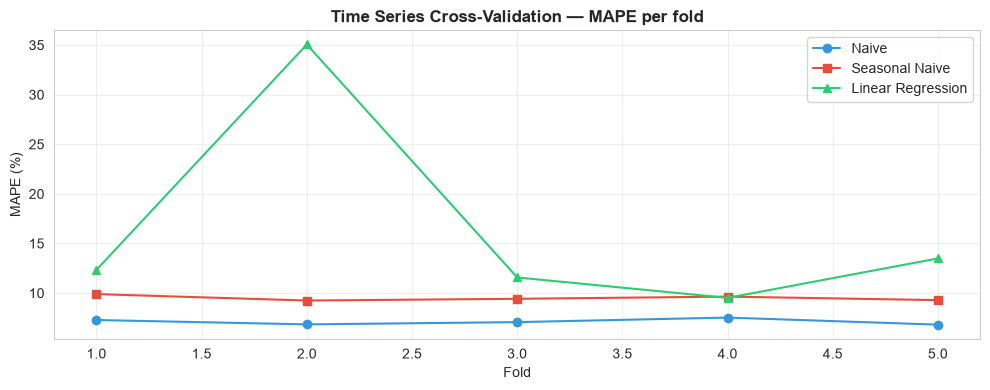 Time Series Cross-Validation — MAPE per fold
Naive
Seasonal Naive
Linear Regression
MAPE (%)
35
30
25
20
15
10
1.0 1.5 2.0 2.5 3.0 3.5 4.0 4.5 5.0
Fold